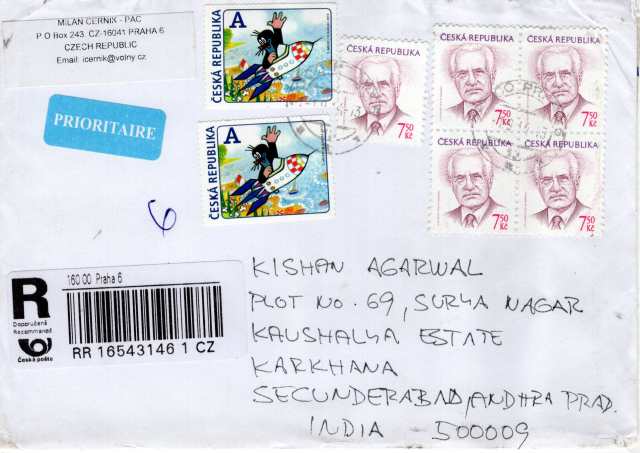 MILAN CERNIK - PAC
P O Box 243. CZ-16041 PRAHA 6
CZECH REPUBLIC
Email: icernik@volny.cz
PRIORITAIRE
A
ČESKÁ REPUBLIKA
A
ČESKÁ REPUBLIKA
ČESKÁ REPUBLIKA
7,50
Kč
ČESKÁ REPUBLIKA
7,50
Kč
ČESKÁ REPUBLIKA
7,50
Kč
ČESKÁ REPUBLIKA
7,50
Kč
ČESKÁ REPUBLIKA
7,50
Kč
6
R
Doporučená
Recommandé
Česká pošta
160 00 Praha 6
RR 16543146 1 CZ
KISHAN AGARWAL
PLOT NO. 69, SURYA NAGAR
KAUSHALYA ESTATE
KARKHANA
SECUNDERABAD, ANDHRA PRAD.
INDIA 500009